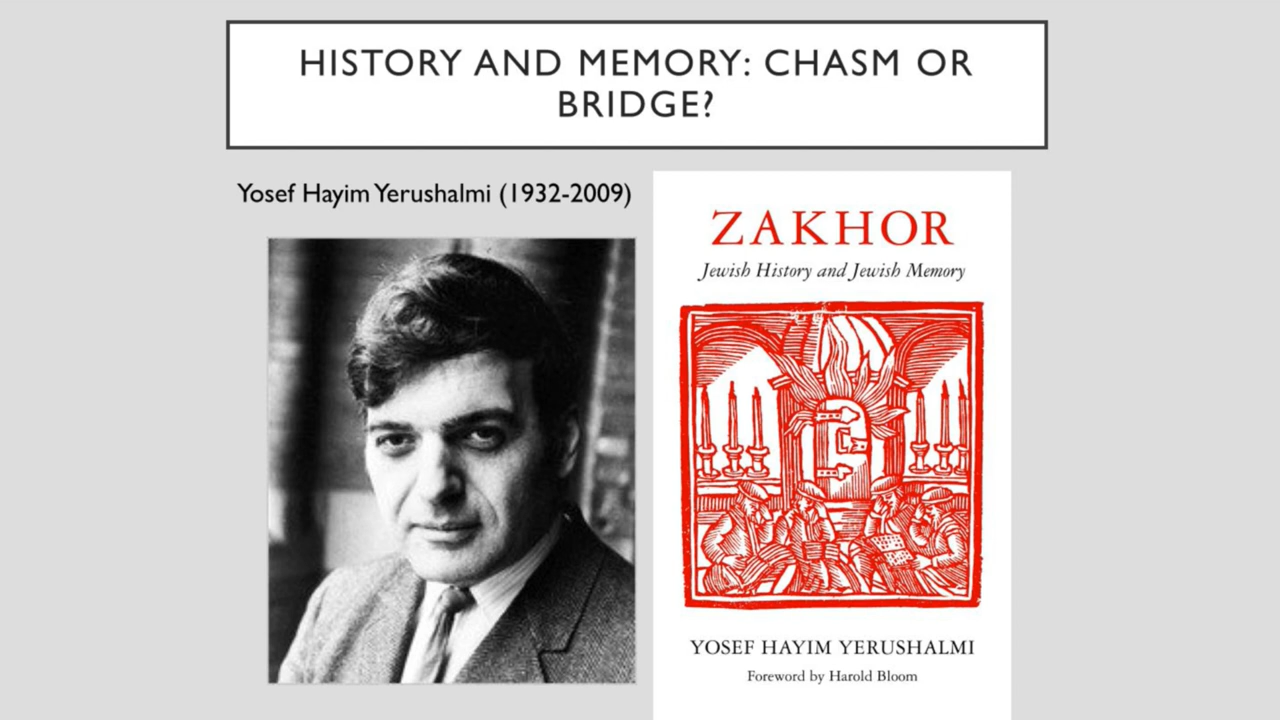 HISTORY AND MEMORY: CHASM OR
BRIDGE?
Yosef Hayim Yerushalmi (1932-2009)
ZAKHOR
Jewish History and Jewish Memory
YOSEF HAYIM YERUSHALMI
Foreword by Harold Bloom